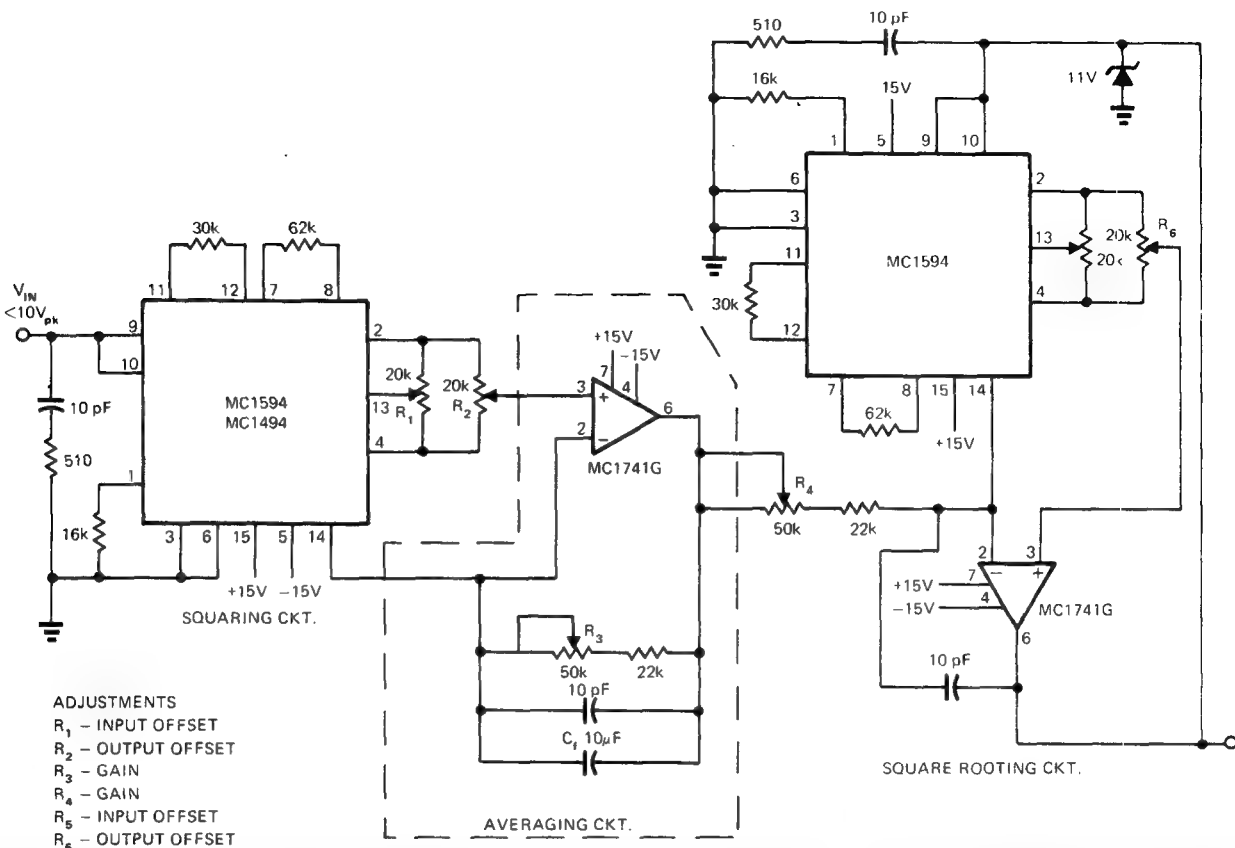 510
10 pF
16k
15V
11V
1
5
9
10
6
3
11
12
2
13
4
MC1594
20k
20k
R6
30k
7
8
15
14
62k
+15V
30k
62k
11
12
7
8
VIN
<10Vpk
9
10
10 pF
510
1
16k
MC1594
MC1494
2
13
4
20k
R1
20k
R2
3
6
15
5
14
+15V
−15V
SQUARING CKT.
+15V
−15V
7
4
3
+
2
−
6
MC1741G
R4
50k
22k
R3
50k
22k
10 pF
Cf 10µF
AVERAGING CKT.
2
−
3
+
+15V
7
−15V
4
MC1741G
6
10 pF
SQUARE ROOTING CKT.
ADJUSTMENTS
R1 – INPUT OFFSET
R2 – OUTPUT OFFSET
R3 – GAIN
R4 – GAIN
R5 – INPUT OFFSET
R6 – OUTPUT OFFSET